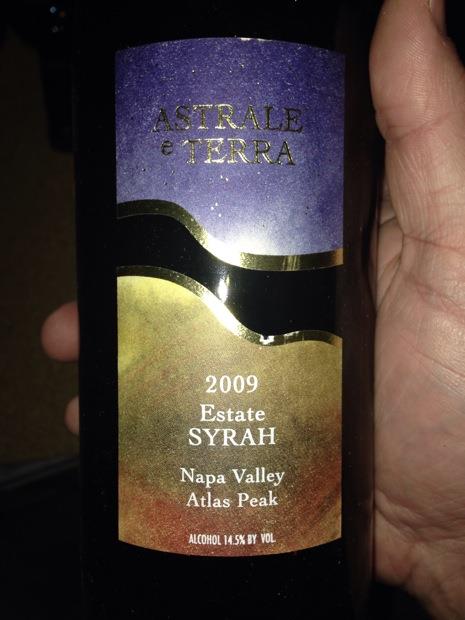 ASTRALE
e TERRA
2009
Estate
SYRAH
Napa Valley
Atlas Peak
ALCOHOL 14.5% BY VOL.